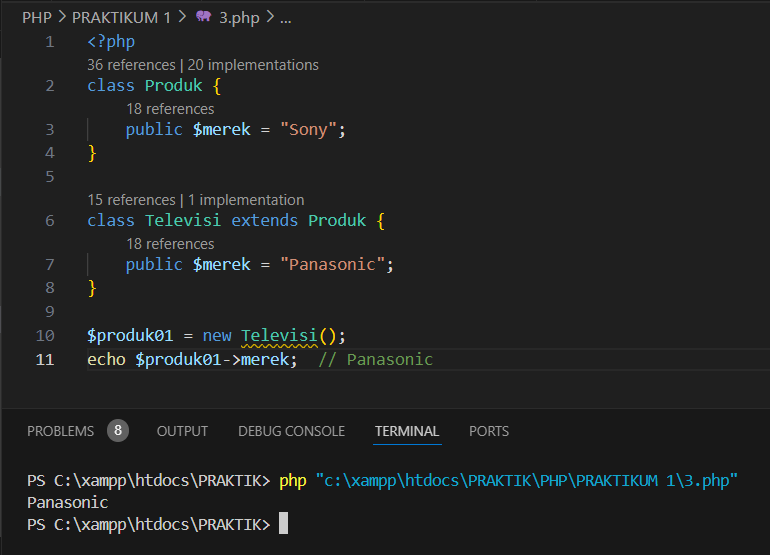 PHP > PRAKTIKUM 1 > 3.php > ...
1 <?php
36 references | 20 implementations
2 class Produk {
18 references
3 public $merek = "Sony";
4 }
5
15 references | 1 implementation
6 class Televisi extends Produk {
18 references
7 public $merek = "Panasonic";
8 }
9
10 $produk01 = new Televisi();
11 echo $produk01->merek;  // Panasonic
PROBLEMS 8 OUTPUT DEBUG CONSOLE TERMINAL PORTS
PS C:\xampp\htdocs\PRAKTIK> php "c:\xampp\htdocs\PRAKTIK\PHP\PRAKTIKUM 1\3.php"
Panasonic
PS C:\xampp\htdocs\PRAKTIK>